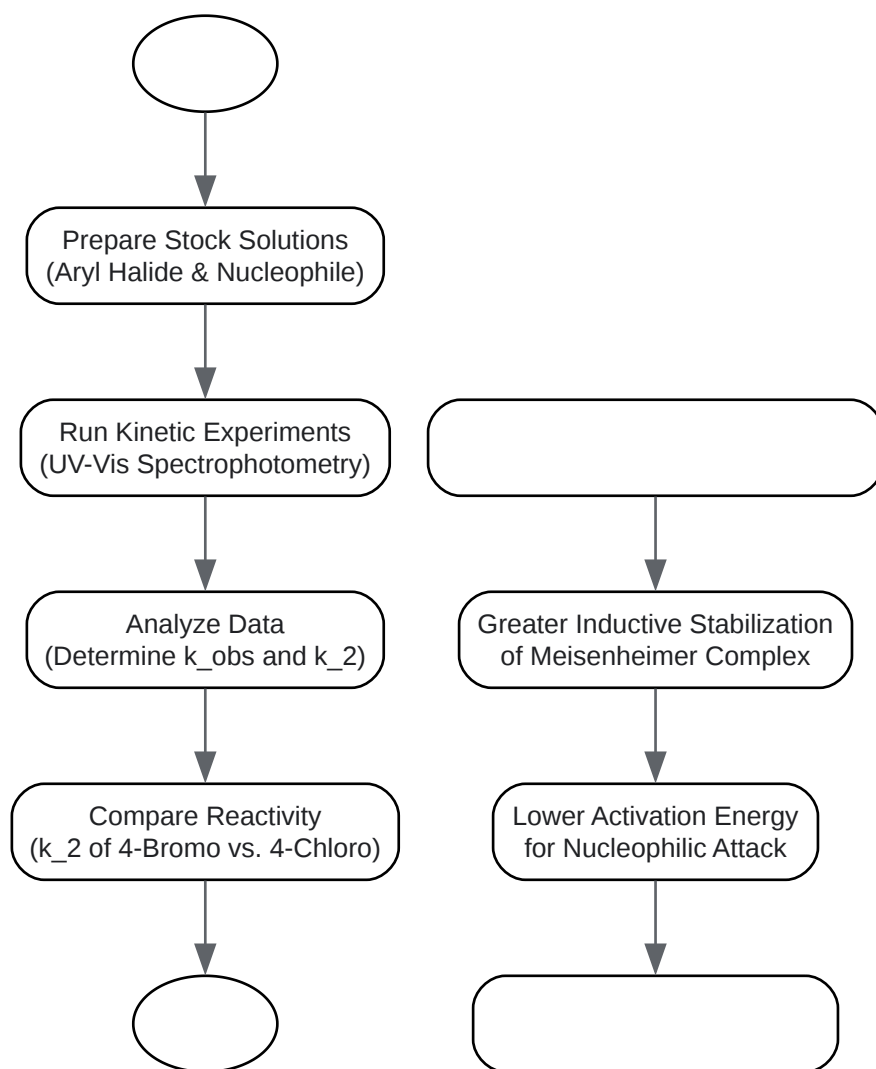 Prepare Stock Solutions
(Aryl Halide & Nucleophile)
Run Kinetic Experiments
(UV-Vis Spectrophotometry)
Analyze Data
(Determine k_obs and k_2)
Compare Reactivity
(k_2 of 4-Bromo vs. 4-Chloro)
Greater Inductive Stabilization
of Meisenheimer Complex
Lower Activation Energy
for Nucleophilic Attack